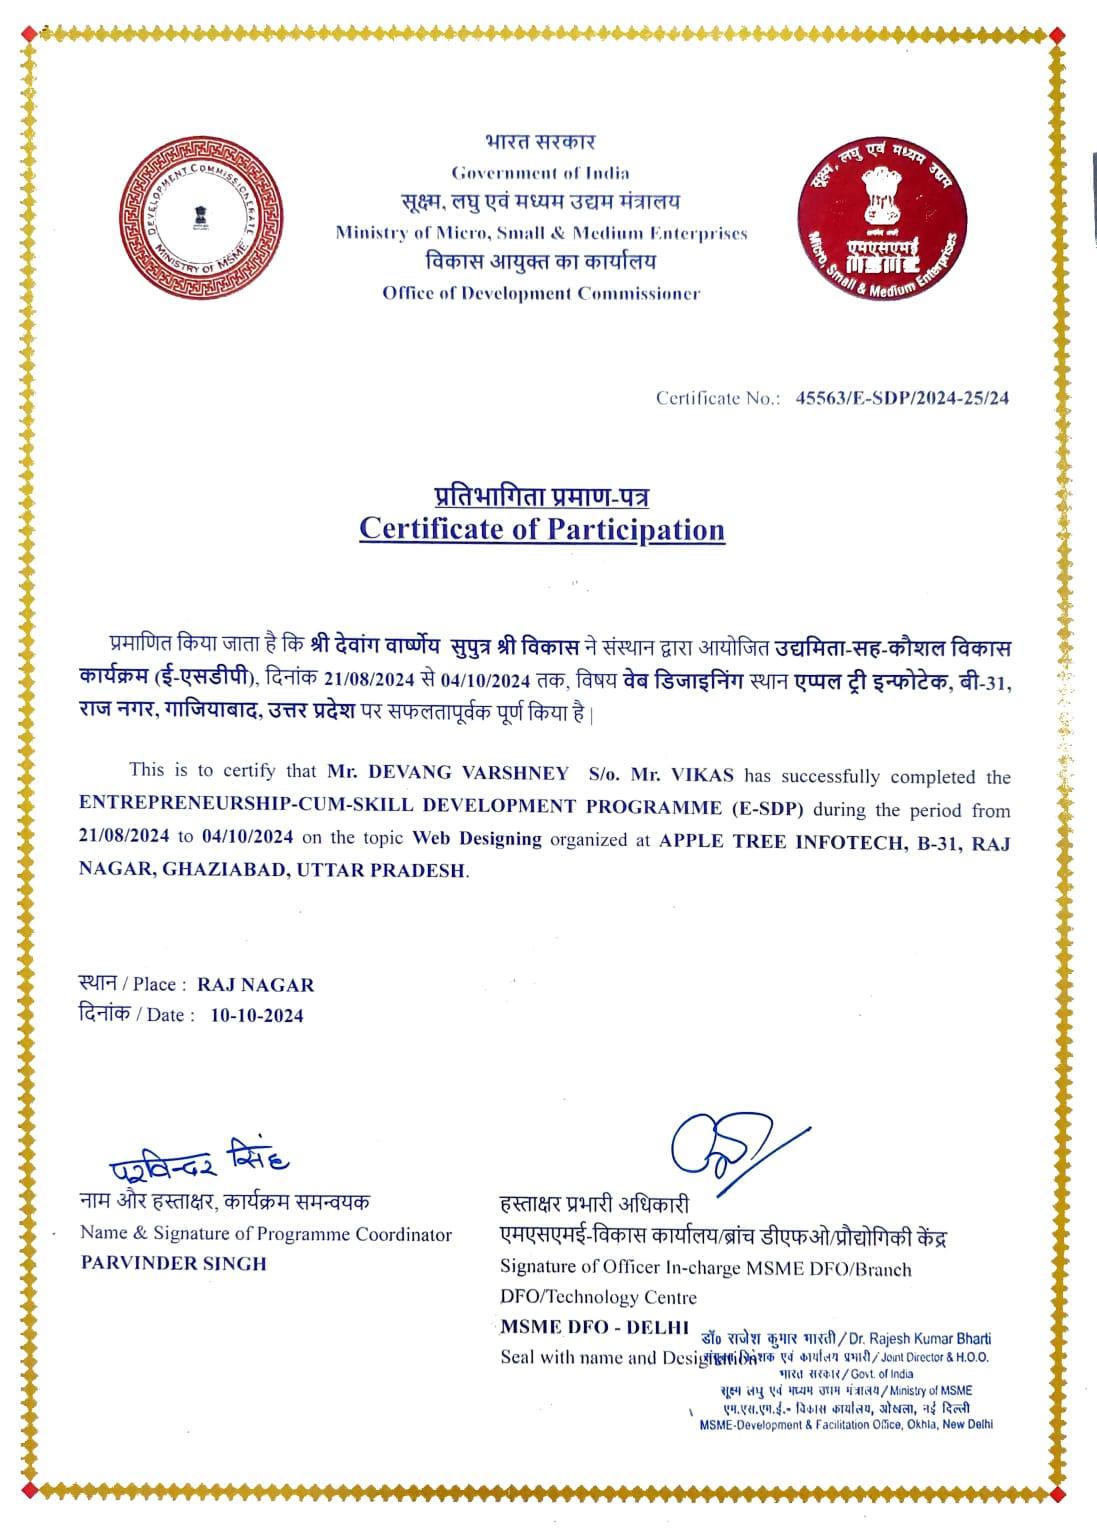 भारत सरकार
Government of India
सूक्ष्म, लघु एवं मध्यम उद्यम मंत्रालय
Ministry of Micro, Small & Medium Enterprises
विकास आयुक्त का कार्यालय
Office of Development Commissioner
DEVELOPMENT COMMISSIONERATE
MINISTRY OF MSME
सूक्ष्म, लघु एवं मध्यम उद्यम
एमएसएमई
MSME
Micro, Small & Medium Enterprises
Certificate No.: 45563/E-SDP/2024-25/24
प्रतिभागिता प्रमाण-पत्र
Certificate of Participation
प्रमाणित किया जाता है कि श्री देवांग वार्ष्णेय सुपुत्र श्री विकास ने संस्थान द्वारा आयोजित उद्यमिता-सह-कौशल विकास
कार्यक्रम (ई-एसडीपी), दिनांक 21/08/2024 से 04/10/2024 तक, विषय वेब डिजाइनिंग स्थान एप्पल ट्री इन्फोटेक, बी-31,
राज नगर, गाजियाबाद, उत्तर प्रदेश पर सफलतापूर्वक पूर्ण किया है |
This is to certify that Mr. DEVANG VARSHNEY S/o. Mr. VIKAS has successfully completed the
ENTREPRENEURSHIP-CUM-SKILL DEVELOPMENT PROGRAMME (E-SDP) during the period from
21/08/2024 to 04/10/2024 on the topic Web Designing organized at APPLE TREE INFOTECH, B-31, RAJ
NAGAR, GHAZIABAD, UTTAR PRADESH.
स्थान / Place : RAJ NAGAR
दिनांक / Date : 10-10-2024
परविन्दर सिंह
नाम और हस्ताक्षर, कार्यक्रम समन्वयक
Name & Signature of Programme Coordinator
PARVINDER SINGH
हस्ताक्षर प्रभारी अधिकारी
एमएसएमई-विकास कार्यालय/ब्रांच डीएफओ/प्रौद्योगिकी केंद्र
Signature of Officer In-charge MSME DFO/Branch
DFO/Technology Centre
MSME DFO - DELHI
Seal with name and Designation
डॉ० राजेश कुमार भारती / Dr. Rajesh Kumar Bharti
एवं कार्यालय प्रभारी / Joint Director & H.O.O.
भारत सरकार / Govt. of India
सूक्ष्म लघु एवं मध्यम उद्यम मंत्रालय / Ministry of MSME
एम.एस.एम.ई.- विकास कार्यालय, ओखला, नई दिल्ली
MSME-Development & Facilitation Office, Okhla, New Delhi